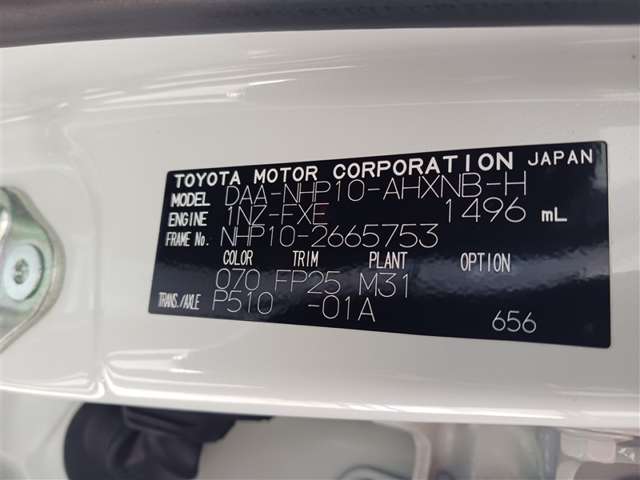 TOYOTA MOTOR CORPORATION JAPAN
MODEL DAA-NHP10-AHXNB-H
ENGINE 1NZ-FXE 1496 mL
FRAME No. NHP10-2665753
COLOR TRIM PLANT OPTION
070 FP25 M31
TRANS./AXLE P510 -01A
656